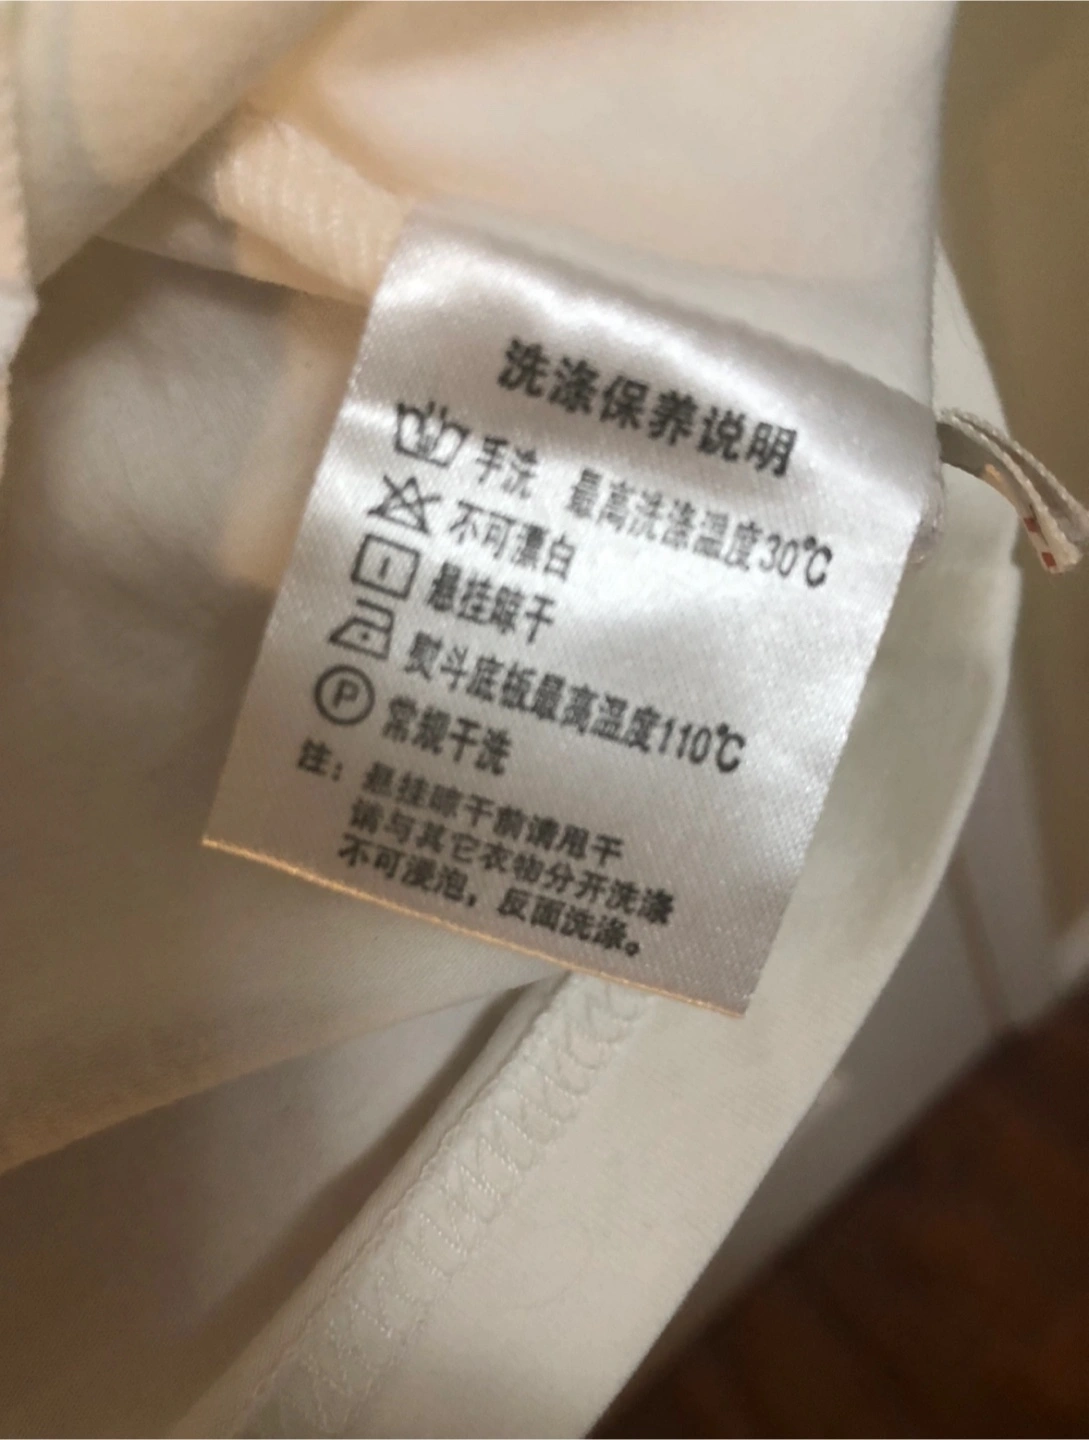 洗涤保养说明
手洗 最高洗涤温度30℃
不可漂白
悬挂晾干
熨斗底板最高温度110℃
P 常规干洗
注：悬挂晾干前请甩干
请与其它衣物分开洗涤
不可浸泡，反面洗涤。